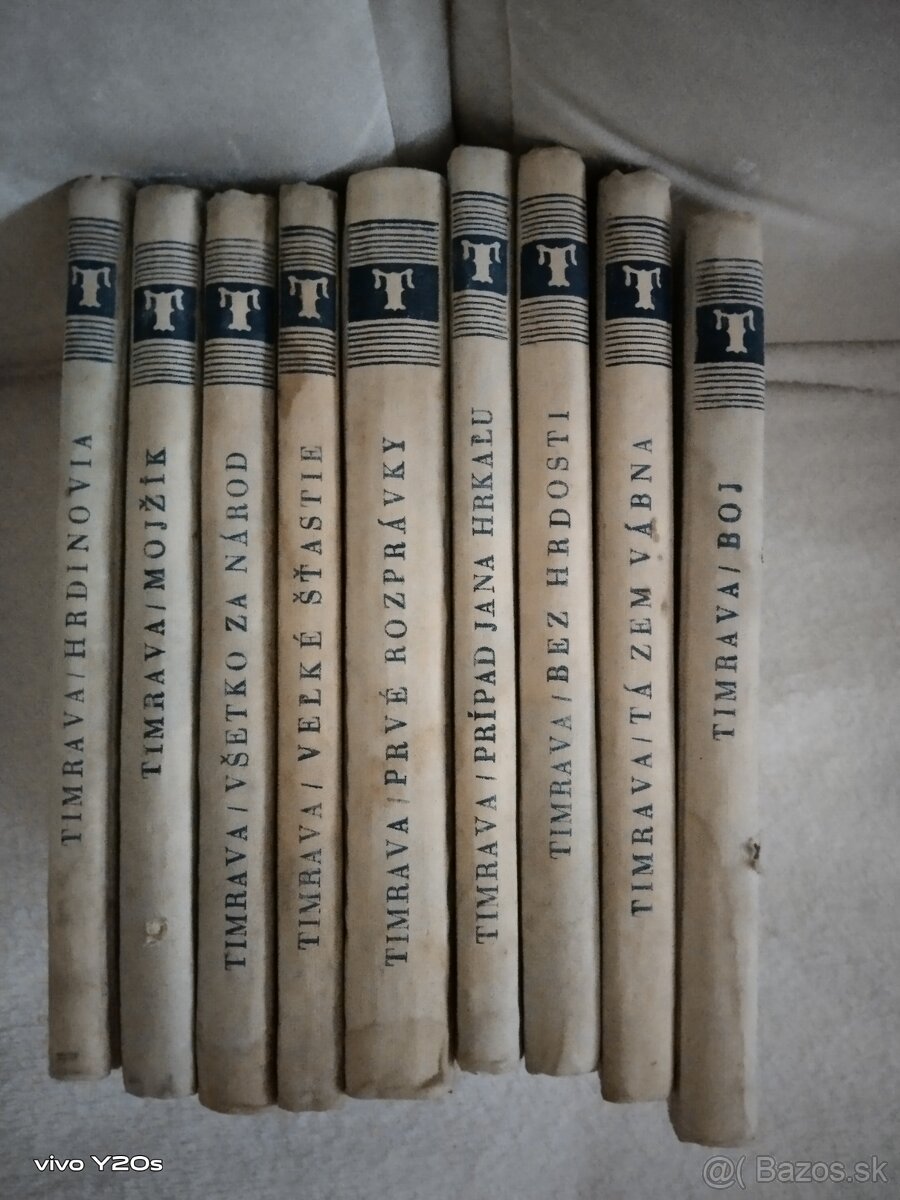 T
TIMRAVA/HRDINOVIA
T
TIMRAVA/MOJŽÍK
T
TIMRAVA/VŠETKO ZA NÁROD
T
TIMRAVA/VEĽKÉ ŠŤASTIE
T
TIMRAVA/PRVÉ ROZPRÁVKY
T
TIMRAVA/PRÍPAD JANA HRKAĽU
T
TIMRAVA/BEZ HRDOSTI
T
TIMRAVA/TÁ ZEM VÁBNA
T
TIMRAVA/BOJ
vivo Y20s
@( Bazos.sk